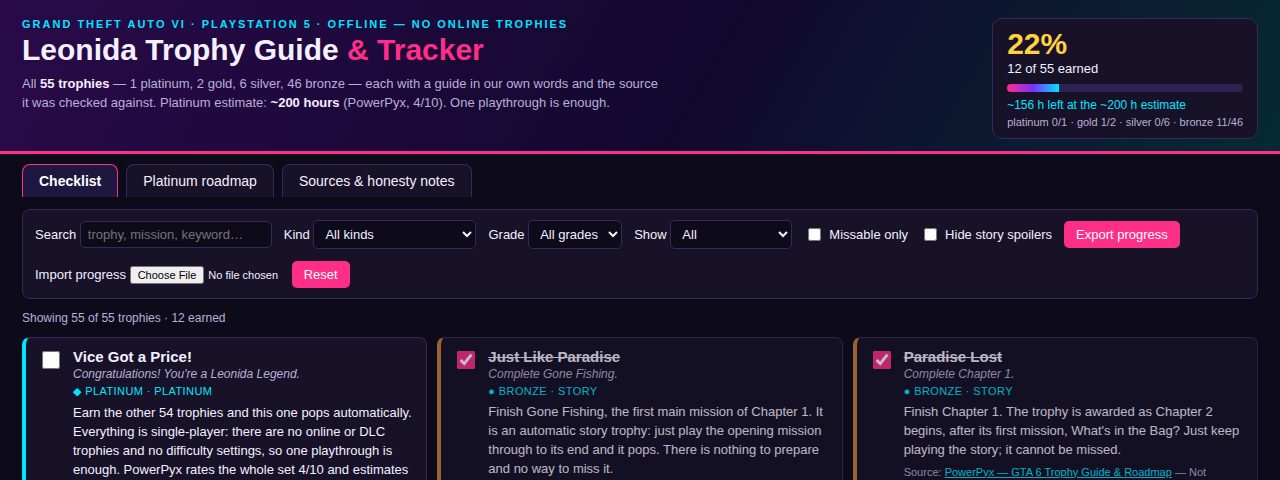 GRAND THEFT AUTO VI · PLAYSTATION 5 · OFFLINE — NO ONLINE TROPHIES
Leonida Trophy Guide & Tracker
All 55 trophies — 1 platinum, 2 gold, 6 silver, 46 bronze — each with a guide in our own words and the source
it was checked against. Platinum estimate: ~200 hours (PowerPyx, 4/10). One playthrough is enough.
22%
12 of 55 earned
~156 h left at the ~200 h estimate
platinum 0/1 · gold 1/2 · silver 0/6 · bronze 11/46
Checklist
Platinum roadmap
Sources & honesty notes
Search trophy, mission, keyword… Kind All kinds Grade All grades Show All Missable only Hide story spoilers Export progress
Import progress Choose File No file chosen Reset
Showing 55 of 55 trophies · 12 earned
Vice Got a Price!
Congratulations! You're a Leonida Legend.
◆ PLATINUM · PLATINUM
Earn the other 54 trophies and this one pops automatically.
Everything is single-player: there are no online or DLC
trophies and no difficulty settings, so one playthrough is
enough. PowerPyx rates the whole set 4/10 and estimates
Just Like Paradise
Complete Gone Fishing.
● BRONZE · STORY
Finish Gone Fishing, the first main mission of Chapter 1. It
is an automatic story trophy: just play the opening mission
through to its end and it pops. There is nothing to prepare
and no way to miss it.
Paradise Lost
Complete Chapter 1.
● BRONZE · STORY
Finish Chapter 1. The trophy is awarded as Chapter 2
begins, after its first mission, What's in the Bag? Just keep
playing the story; it cannot be missed.
Source: PowerPyx — GTA 6 Trophy Guide & Roadmap — Not